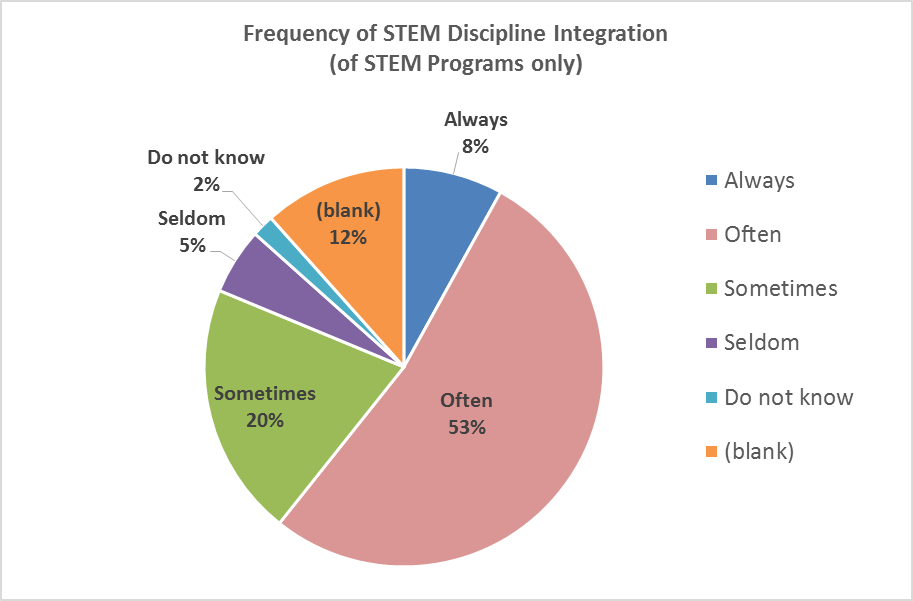 Frequency of STEM Discipline Integration
(of STEM Programs only)
Always
8%
Do not know
2%
Seldom
5%
(blank)
12%
Sometimes
20%
Often
53%
Always
Often
Sometimes
Seldom
Do not know
(blank)